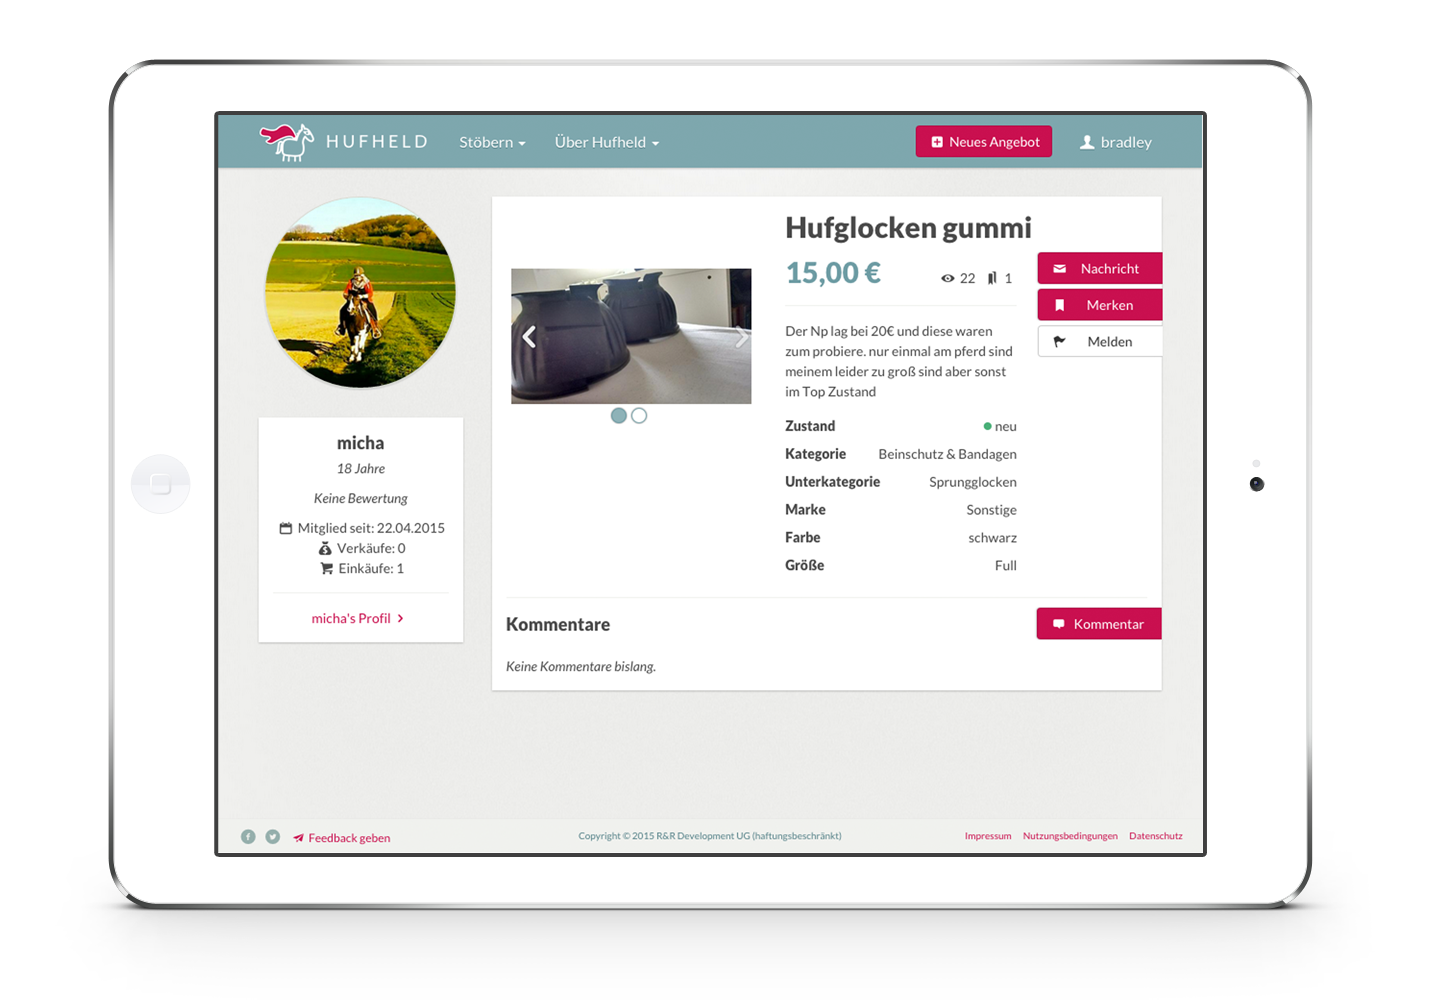 HUFHELD
Stöbern
Über Hufheld
Neues Angebot
bradley
micha
18 Jahre
Keine Bewertung
Mitglied seit: 22.04.2015
Verkäufe: 0
Einkäufe: 1
micha's Profil
Hufglocken gummi
15,00 €
22
1
Nachricht
Merken
Melden
Der Np lag bei 20€ und diese waren
zum probiere. nur einmal am pferd sind
meinem leider zu groß sind aber sonst
im Top Zustand
Zustand neu
Kategorie Beinschutz & Bandagen
Unterkategorie Sprungglocken
Marke Sonstige
Farbe schwarz
Größe Full
Kommentare
Kommentar
Keine Kommentare bislang.
Feedback geben
Copyright © 2015 R&R Development UG (haftungsbeschränkt)
Impressum Nutzungsbedingungen Datenschutz